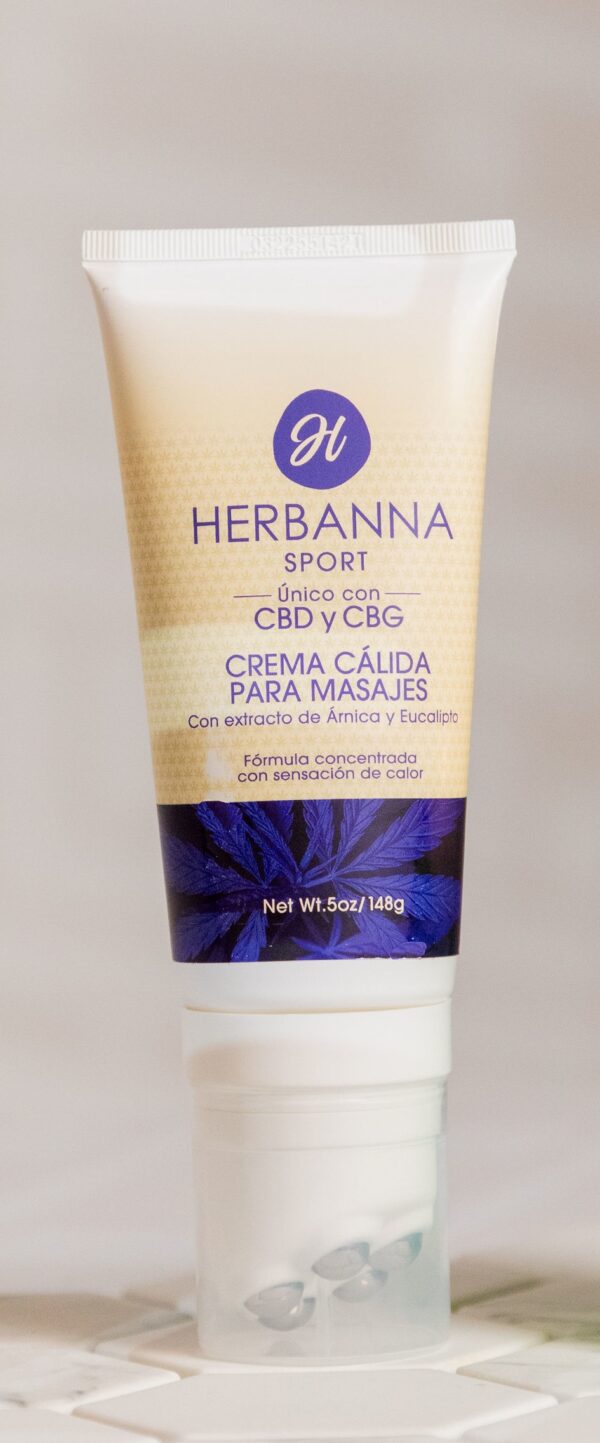 H
HERBANNA
SPORT
Único con
CBD y CBG
CREMA CÁLIDA
PARA MASAJES
Con extracto de Árnica y Eucalipto
Fórmula concentrada
con sensación de calor
Net Wt.5oz/148g